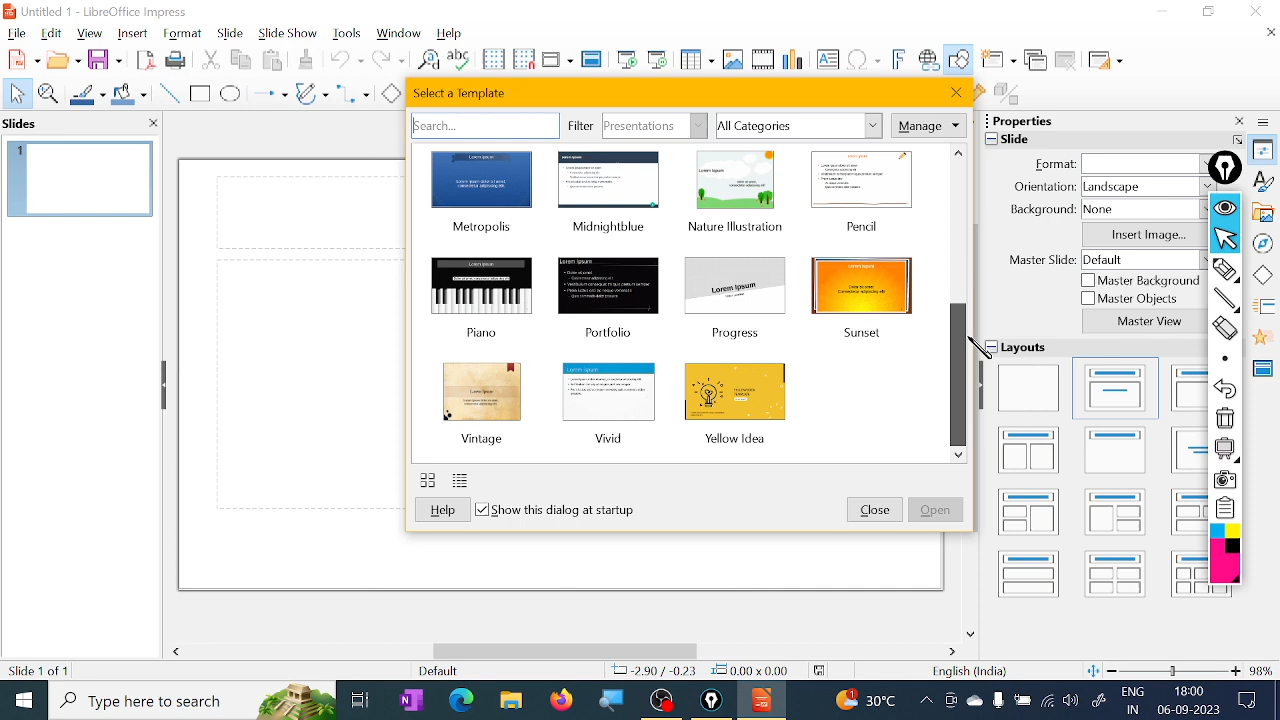 Untitled 1 - LibreOffice Impress
File Edit View Insert Format Slide Slide Show Tools Window Help
Slides
1
Select a Template
Search...
Filter
Presentations
All Categories
Manage
Metropolis
Midnightblue
Nature Illustration
Pencil
Piano
Portfolio
Progress
Sunset
Vintage
Vivid
Yellow Idea
Help
Show this dialog at startup
Close
Open
Properties
Slide
Format:
Orientation: Landscape
Background: None
Insert Image
Master Slide: Default
Master Background
Master Objects
Master View
Layouts
Slide 1 of 1
Default
-2.90 / -0.23
0.00 x 0.00
English (India)
98%
Type here to search
1
30°C
ENG
IN
18:00
06-09-2023